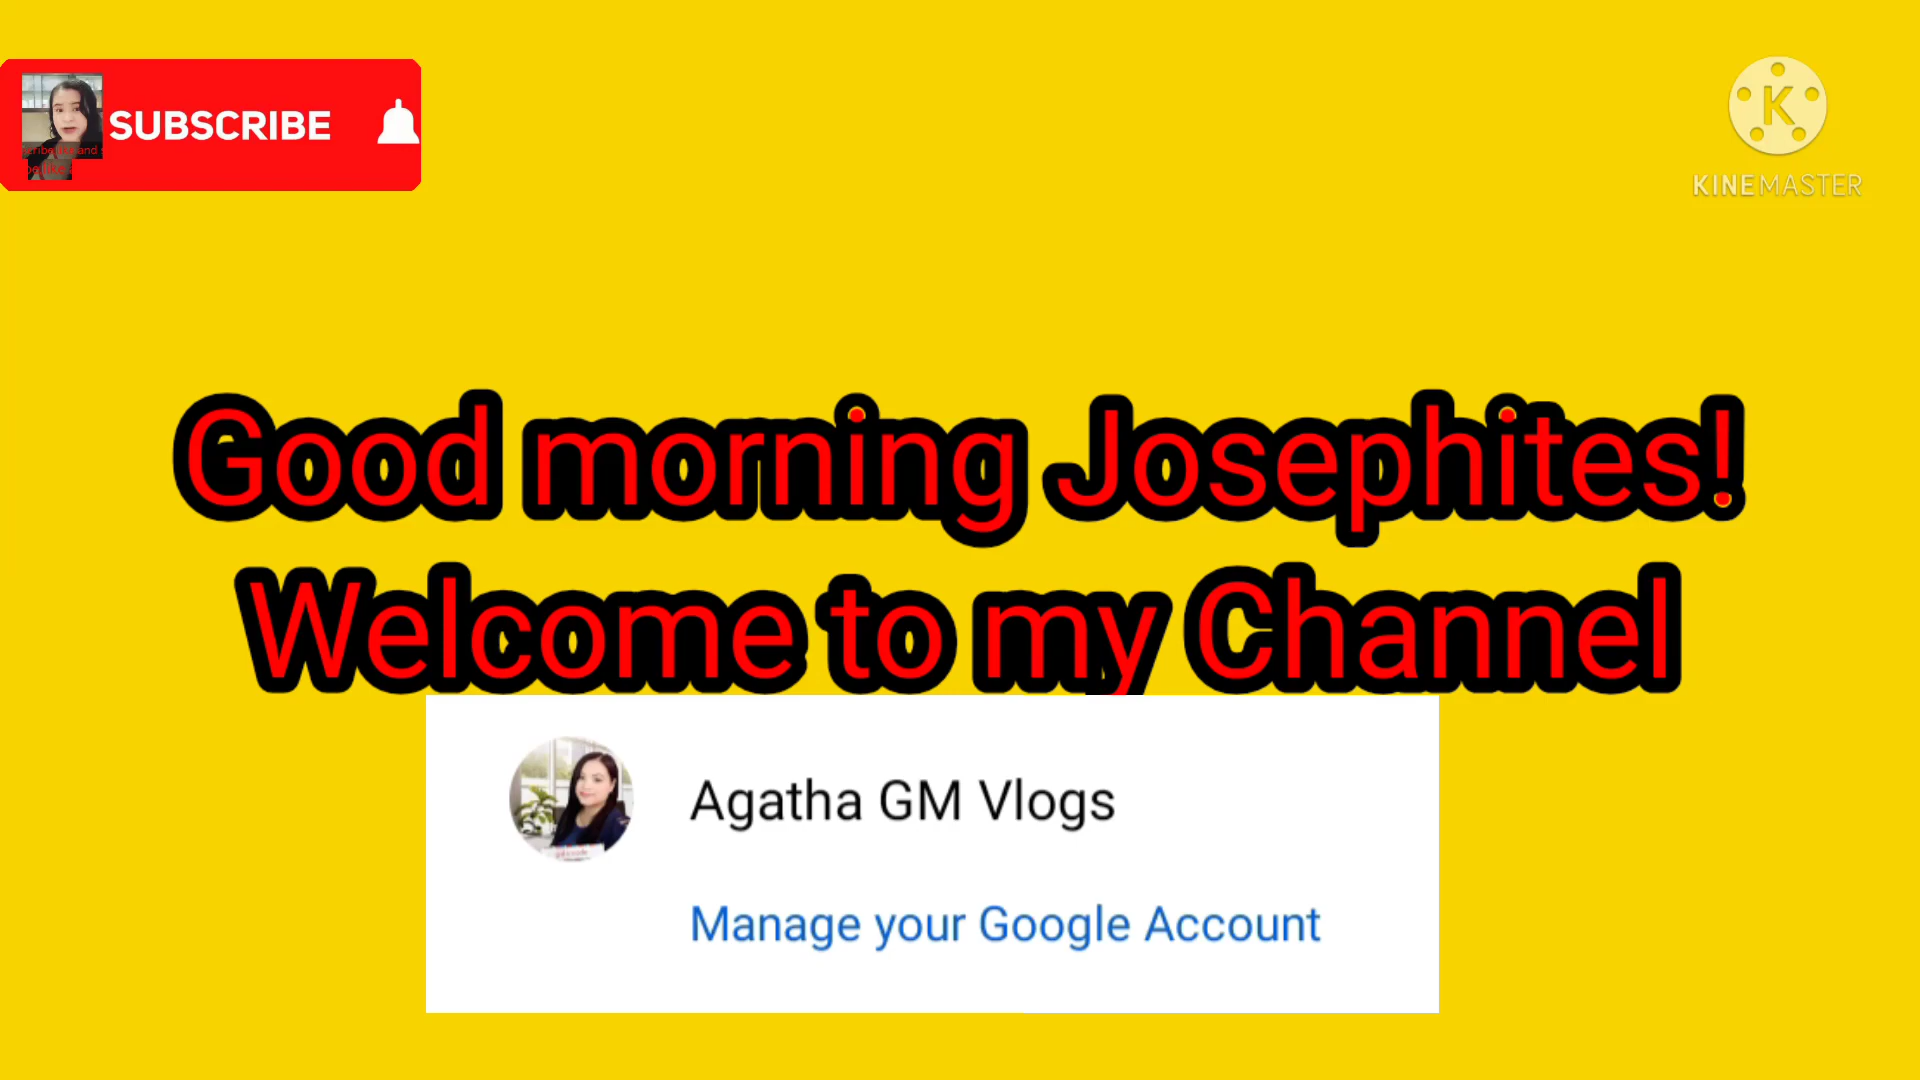 SUBSCRIBE
KINEMASTER
Good morning Josephites!
Welcome to my Channel
Agatha GM Vlogs
Manage your Google Account